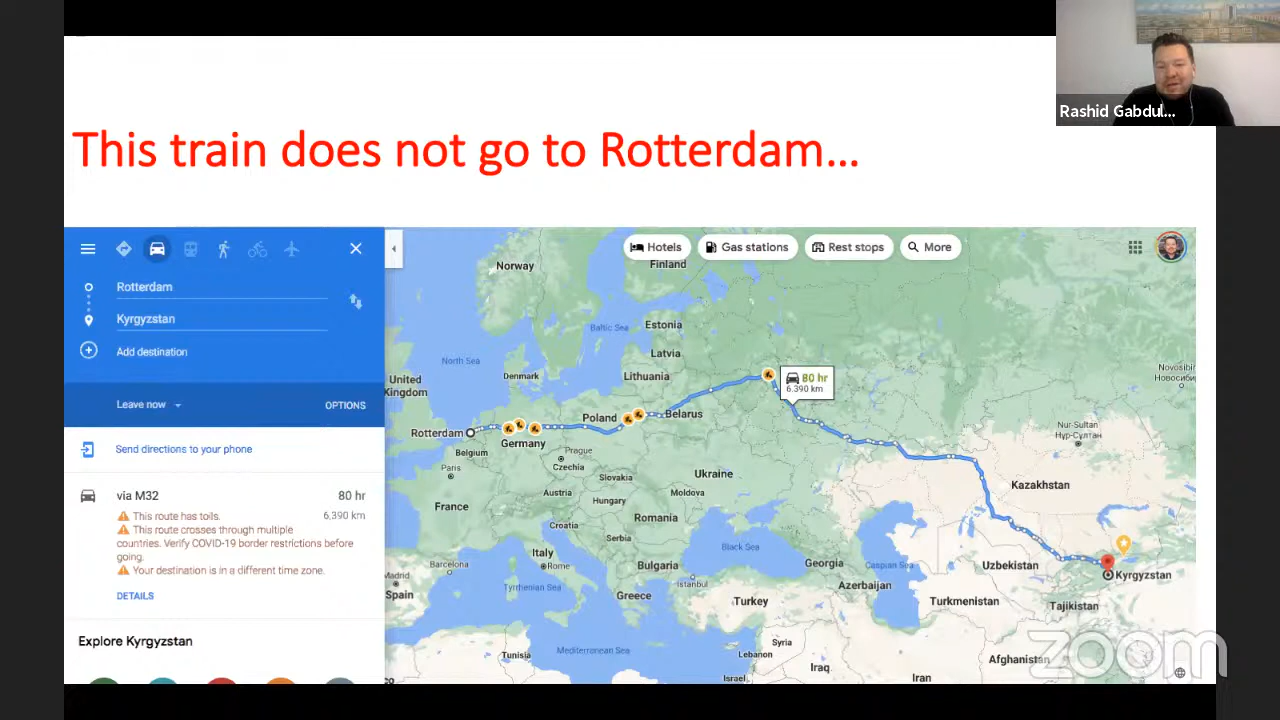 Rashid Gabdul...
This train does not go to Rotterdam...
Rotterdam
Kyrgyzstan
Add destination
Leave now
OPTIONS
Send directions to your phone
via M32
80 hr
This route has tolls.
6,390 km
This route crosses through multiple
countries. Verify COVID-19 border restrictions before
going.
Your destination is in a different time zone.
DETAILS
Explore Kyrgyzstan
Hotels
Gas stations
Rest stops
More
Norway
Finland
Estonia
Baltic Sea
Latvia
North Sea
Denmark
Lithuania
United
Kingdom
80 hr
6,390 km
Novosibir
Новосибир
Poland
Belarus
Rotterdam
Germany
Nur-Sultan
Нур-Султан
Belgium
Prague
Paris
Czechia
Slovakia
Ukraine
Kazakhstan
Austria
Moldova
France
Hungary
Croatia
Romania
Serbia
Italy
Black Sea
Barcelona
Rome
Bulgaria
Georgia
Caspian Sea
Uzbekistan
Kyrgyzstan
Madrid
Istanbul
Azerbaijan
Spain
Tyrrhenian Sea
Greece
Turkey
Turkmenistan
Tajikistan
Syria
Mediterranean Sea
Tunisia
Lebanon
Iraq
Afghanistan
co
Israel
Iran
zoom